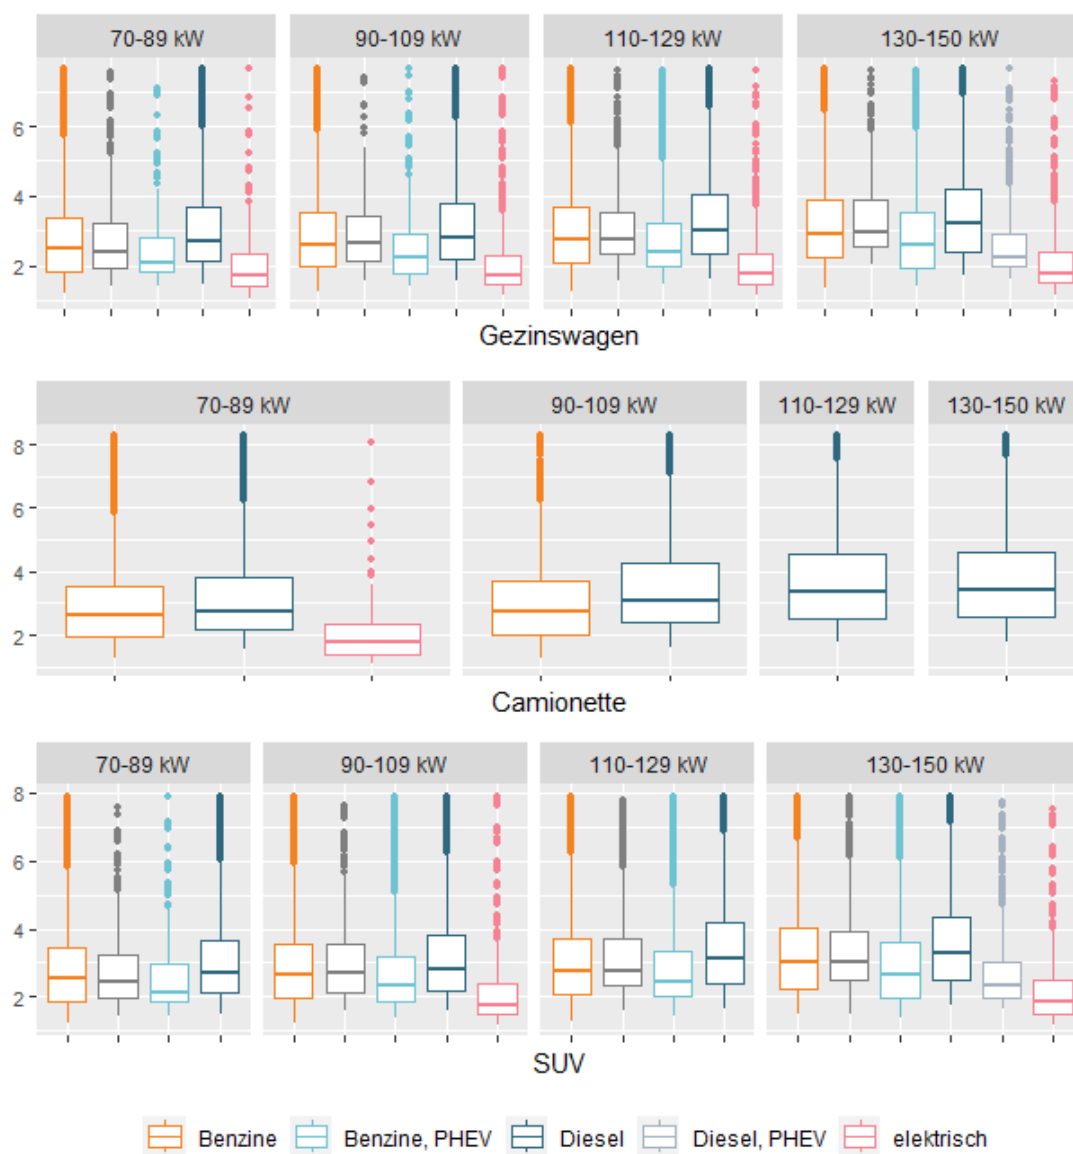 70-89 kW 90-109 kW 110-129 kW 130-150 kW
6
4
2
Gezinswagen
70-89 kW 90-109 kW 110-129 kW 130-150 kW
8
6
4
2
Camionette
70-89 kW 90-109 kW 110-129 kW 130-150 kW
8
6
4
2
SUV
Benzine Benzine, PHEV Diesel Diesel, PHEV elektrisch